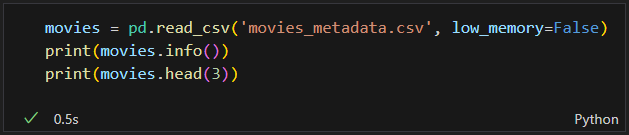 movies = pd.read_csv('movies_metadata.csv', low_memory=False)
print(movies.info())
print(movies.head(3))
0.5s
Python